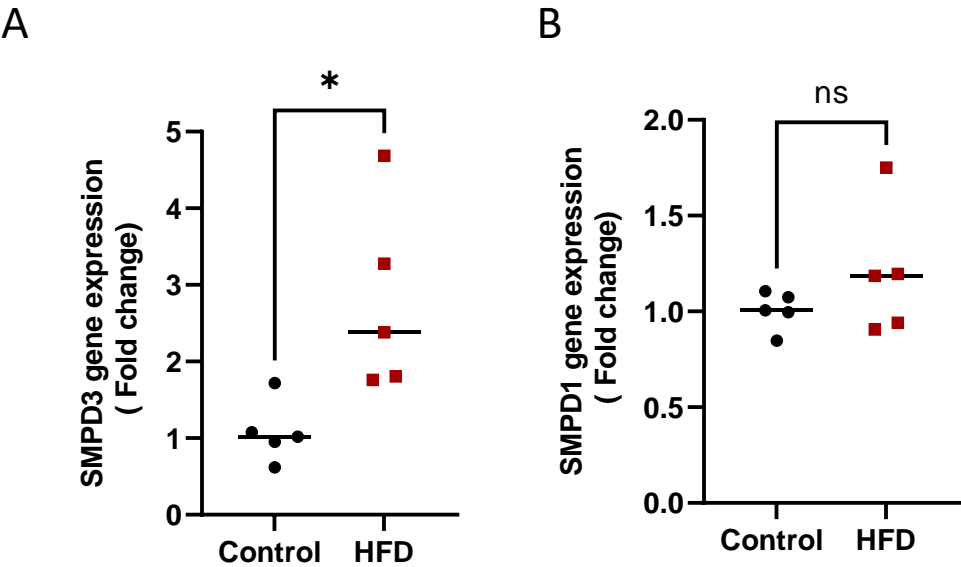 A
*
SMPD3 gene expression
( Fold change)
5
4
3
2
1
0
Control HFD
B
ns
SMPD1 gene expression
( Fold change)
2.0
1.5
1.0
0.5
0.0
Control HFD